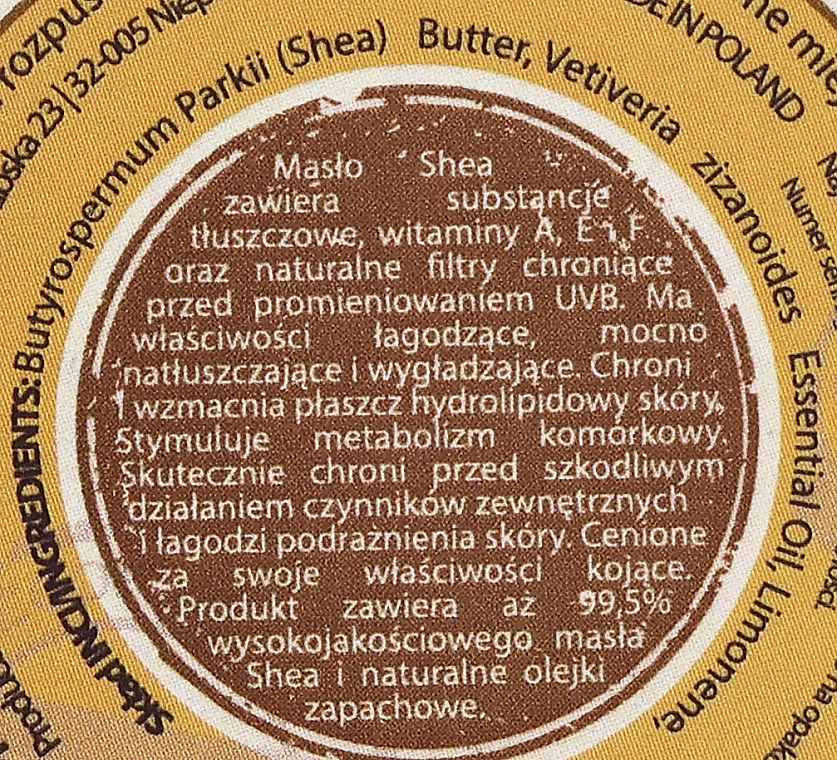 Masło Shea
zawiera substancje
tłuszczowe, witaminy A, E i F
oraz naturalne filtry chroniące
przed promieniowaniem UVB. Ma
właściwości łagodzące, mocno
natłuszczające i wygładzające. Chroni
i wzmacnia płaszcz hydrolipidowy skóry.
Stymuluje metabolizm komórkowy.
Skutecznie chroni przed szkodliwym
działaniem czynników zewnętrznych
i łagodzi podrażnienia skóry. Cenione
za swoje właściwości kojące.
Produkt zawiera aż 99,5%
wysokojakościowego masła
Shea i naturalne olejki
zapachowe.
Skład INCI/INGREDIENTS: Butyrospermum Parkii (Shea) Butter, Vetiveria zizanoides Essential Oil, Limonene,
23 | 32-005
IN POLAND
Numer